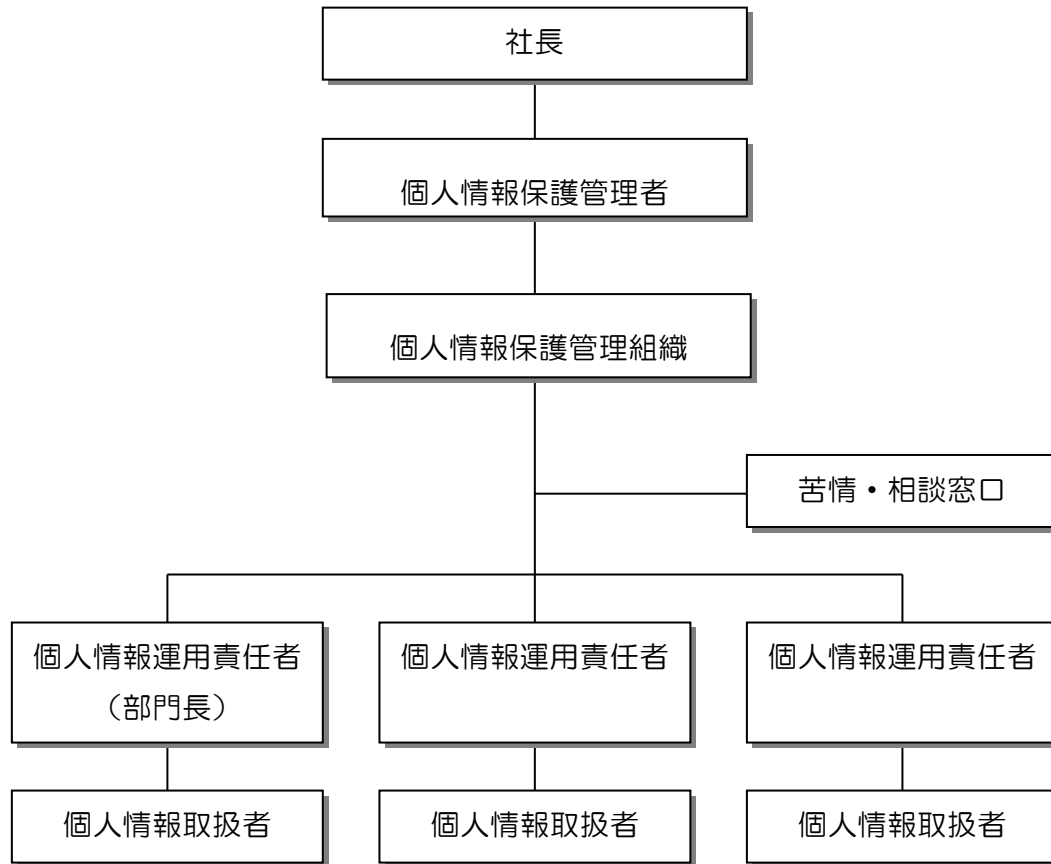 社長
個人情報保護管理者
個人情報保護管理組織
苦情・相談窓口
個人情報運用責任者
（部門長）
個人情報運用責任者
個人情報運用責任者
個人情報取扱者
個人情報取扱者
個人情報取扱者